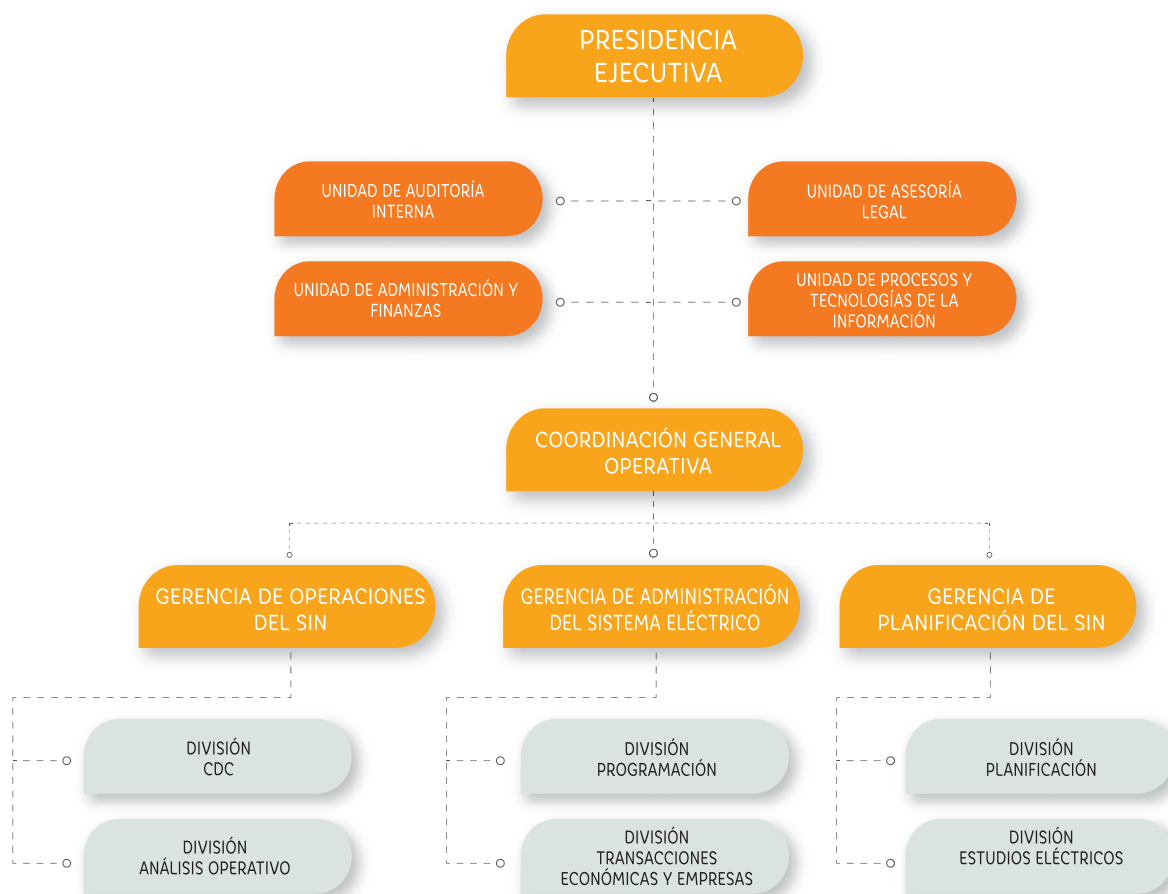 PRESIDENCIA
EJECUTIVA
UNIDAD DE AUDITORÍA
INTERNA
UNIDAD DE ASESORÍA
LEGAL
UNIDAD DE ADMINISTRACIÓN Y
FINANZAS
UNIDAD DE PROCESOS Y
TECNOLOGÍAS DE LA
INFORMACIÓN
COORDINACIÓN GENERAL
OPERATIVA
GERENCIA DE OPERACIONES
DEL SIN
GERENCIA DE ADMINISTRACIÓN
DEL SISTEMA ELÉCTRICO
GERENCIA DE
PLANIFICACIÓN DEL SIN
DIVISIÓN
CDC
DIVISIÓN
PROGRAMACIÓN
DIVISIÓN
PLANIFICACIÓN
DIVISIÓN
ANÁLISIS OPERATIVO
DIVISIÓN
TRANSACCIONES
ECONÓMICAS Y EMPRESAS
DIVISIÓN
ESTUDIOS ELÉCTRICOS